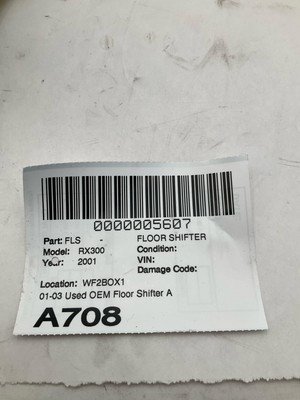 0000005607
Part: FLS - FLOOR SHIFTER
Model: RX300 Condition:
Year: 2001 VIN:
Damage Code:
Location: WF2BOX1
01-03 Used OEM Floor Shifter A
A708